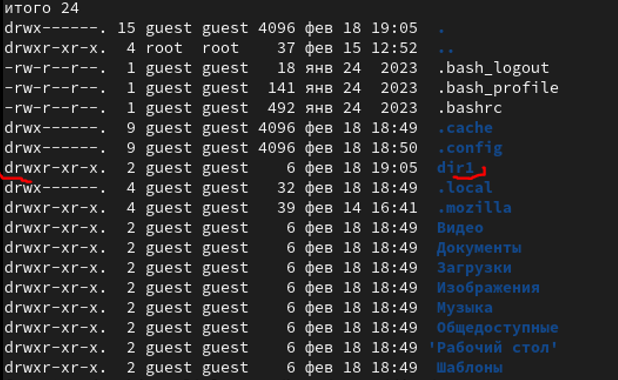 итого 24
drwx------. 15 guest guest 4096 фев 18 19:05 .
drwxr-xr-x. 4 root root 37 фев 15 12:52 ..
-rw-r--r--. 1 guest guest 18 янв 24 2023 .bash_logout
-rw-r--r--. 1 guest guest 141 янв 24 2023 .bash_profile
-rw-r--r--. 1 guest guest 492 янв 24 2023 .bashrc
drwx------. 9 guest guest 4096 фев 18 18:49 .cache
drwx------. 9 guest guest 4096 фев 18 18:50 .config
drwxr-xr-x. 2 guest guest 6 фев 18 19:05 dir1
drwx------. 4 guest guest 32 фев 18 18:49 .local
drwxr-xr-x. 4 guest guest 39 фев 14 16:41 .mozilla
drwxr-xr-x. 2 guest guest 6 фев 18 18:49 Видео
drwxr-xr-x. 2 guest guest 6 фев 18 18:49 Документы
drwxr-xr-x. 2 guest guest 6 фев 18 18:49 Загрузки
drwxr-xr-x. 2 guest guest 6 фев 18 18:49 Изображения
drwxr-xr-x. 2 guest guest 6 фев 18 18:49 Музыка
drwxr-xr-x. 2 guest guest 6 фев 18 18:49 Общедоступные
drwxr-xr-x. 2 guest guest 6 фев 18 18:49 'Рабочий стол'
drwxr-xr-x. 2 guest guest 6 фев 18 18:49 Шаблоны